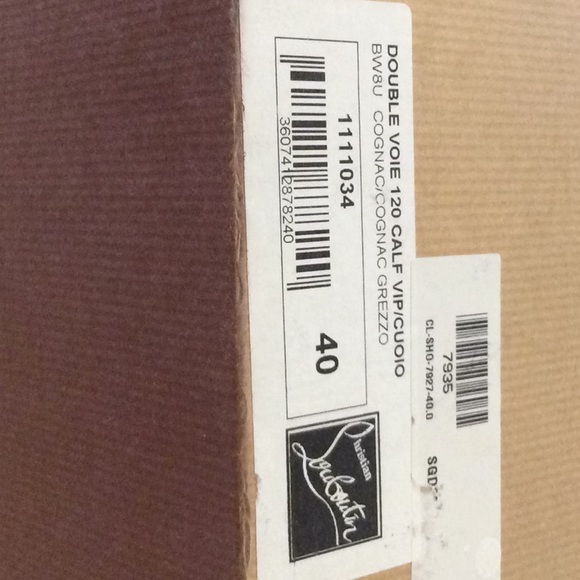 DOUBLE VOIE 120 CALF VIP/CUOIO
BW8U COGNAC/COGNAC GREZZO
1111034
3607412878240
40
Christian
Louboutin
7935
CL-SHO-7927-40.0